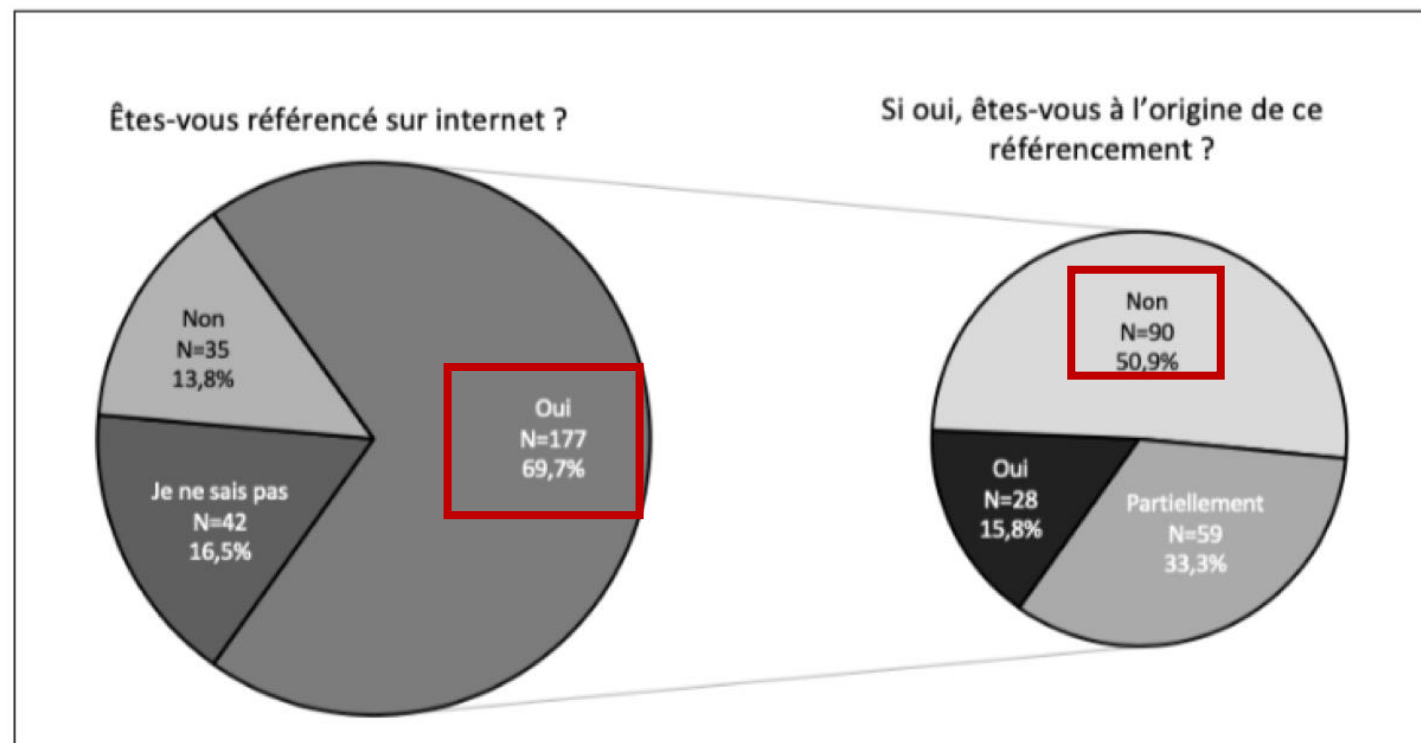 Êtes-vous référencé sur internet ?
Non
N=35
13,8%
Je ne sais pas
N=42
16,5%
Oui
N=177
69,7%
Si oui, êtes-vous à l'origine de ce
référencement ?
Non
N=90
50,9%
Oui
N=28
15,8%
Partiellement
N=59
33,3%